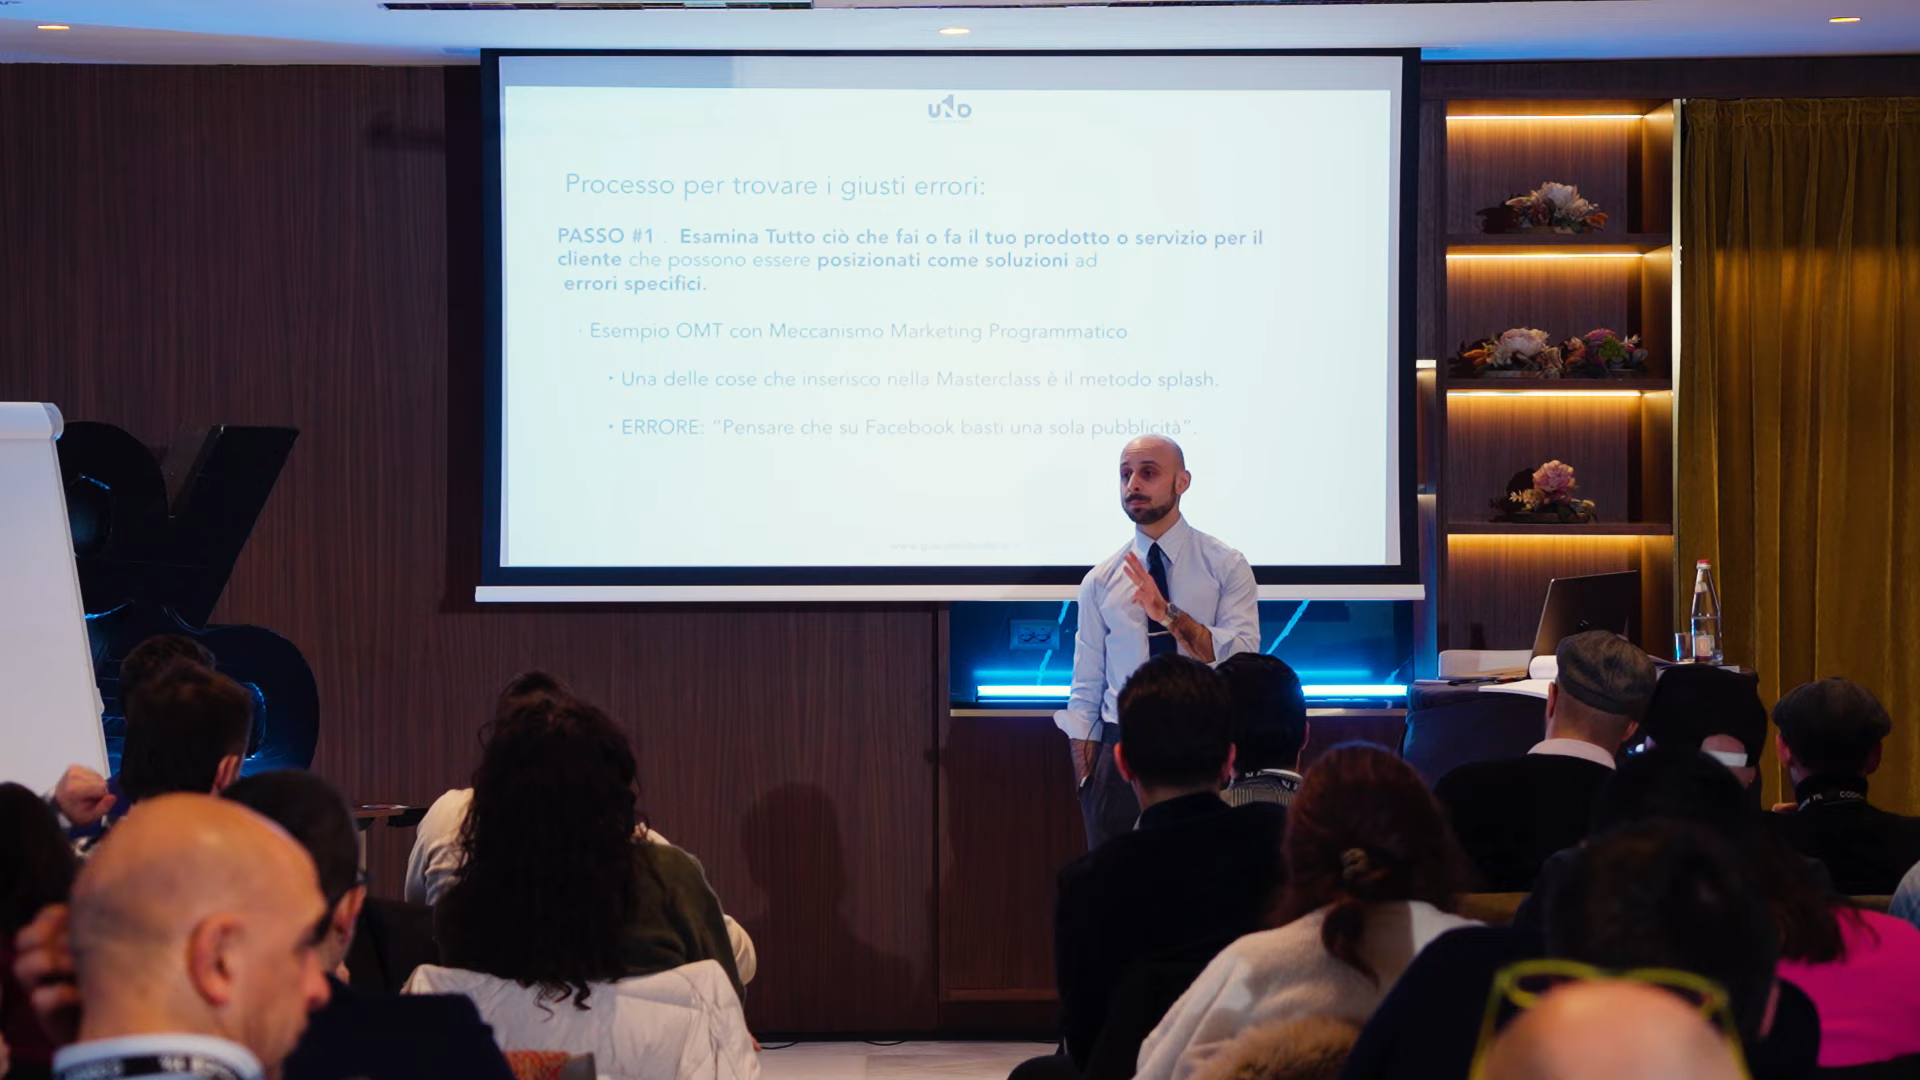 UNO
Processo per trovare i giusti errori:
PASSO #1 . Esamina Tutto ciò che fai o fa il tuo prodotto o servizio per il
cliente che possono essere posizionati come soluzioni ad
errori specifici.
· Esempio OMT con Meccanismo Marketing Programmatico
· Una delle cose che inserisco nella Masterclass è il metodo splash.
· ERRORE: “Pensare che su Facebook basti una sola pubblicità”.